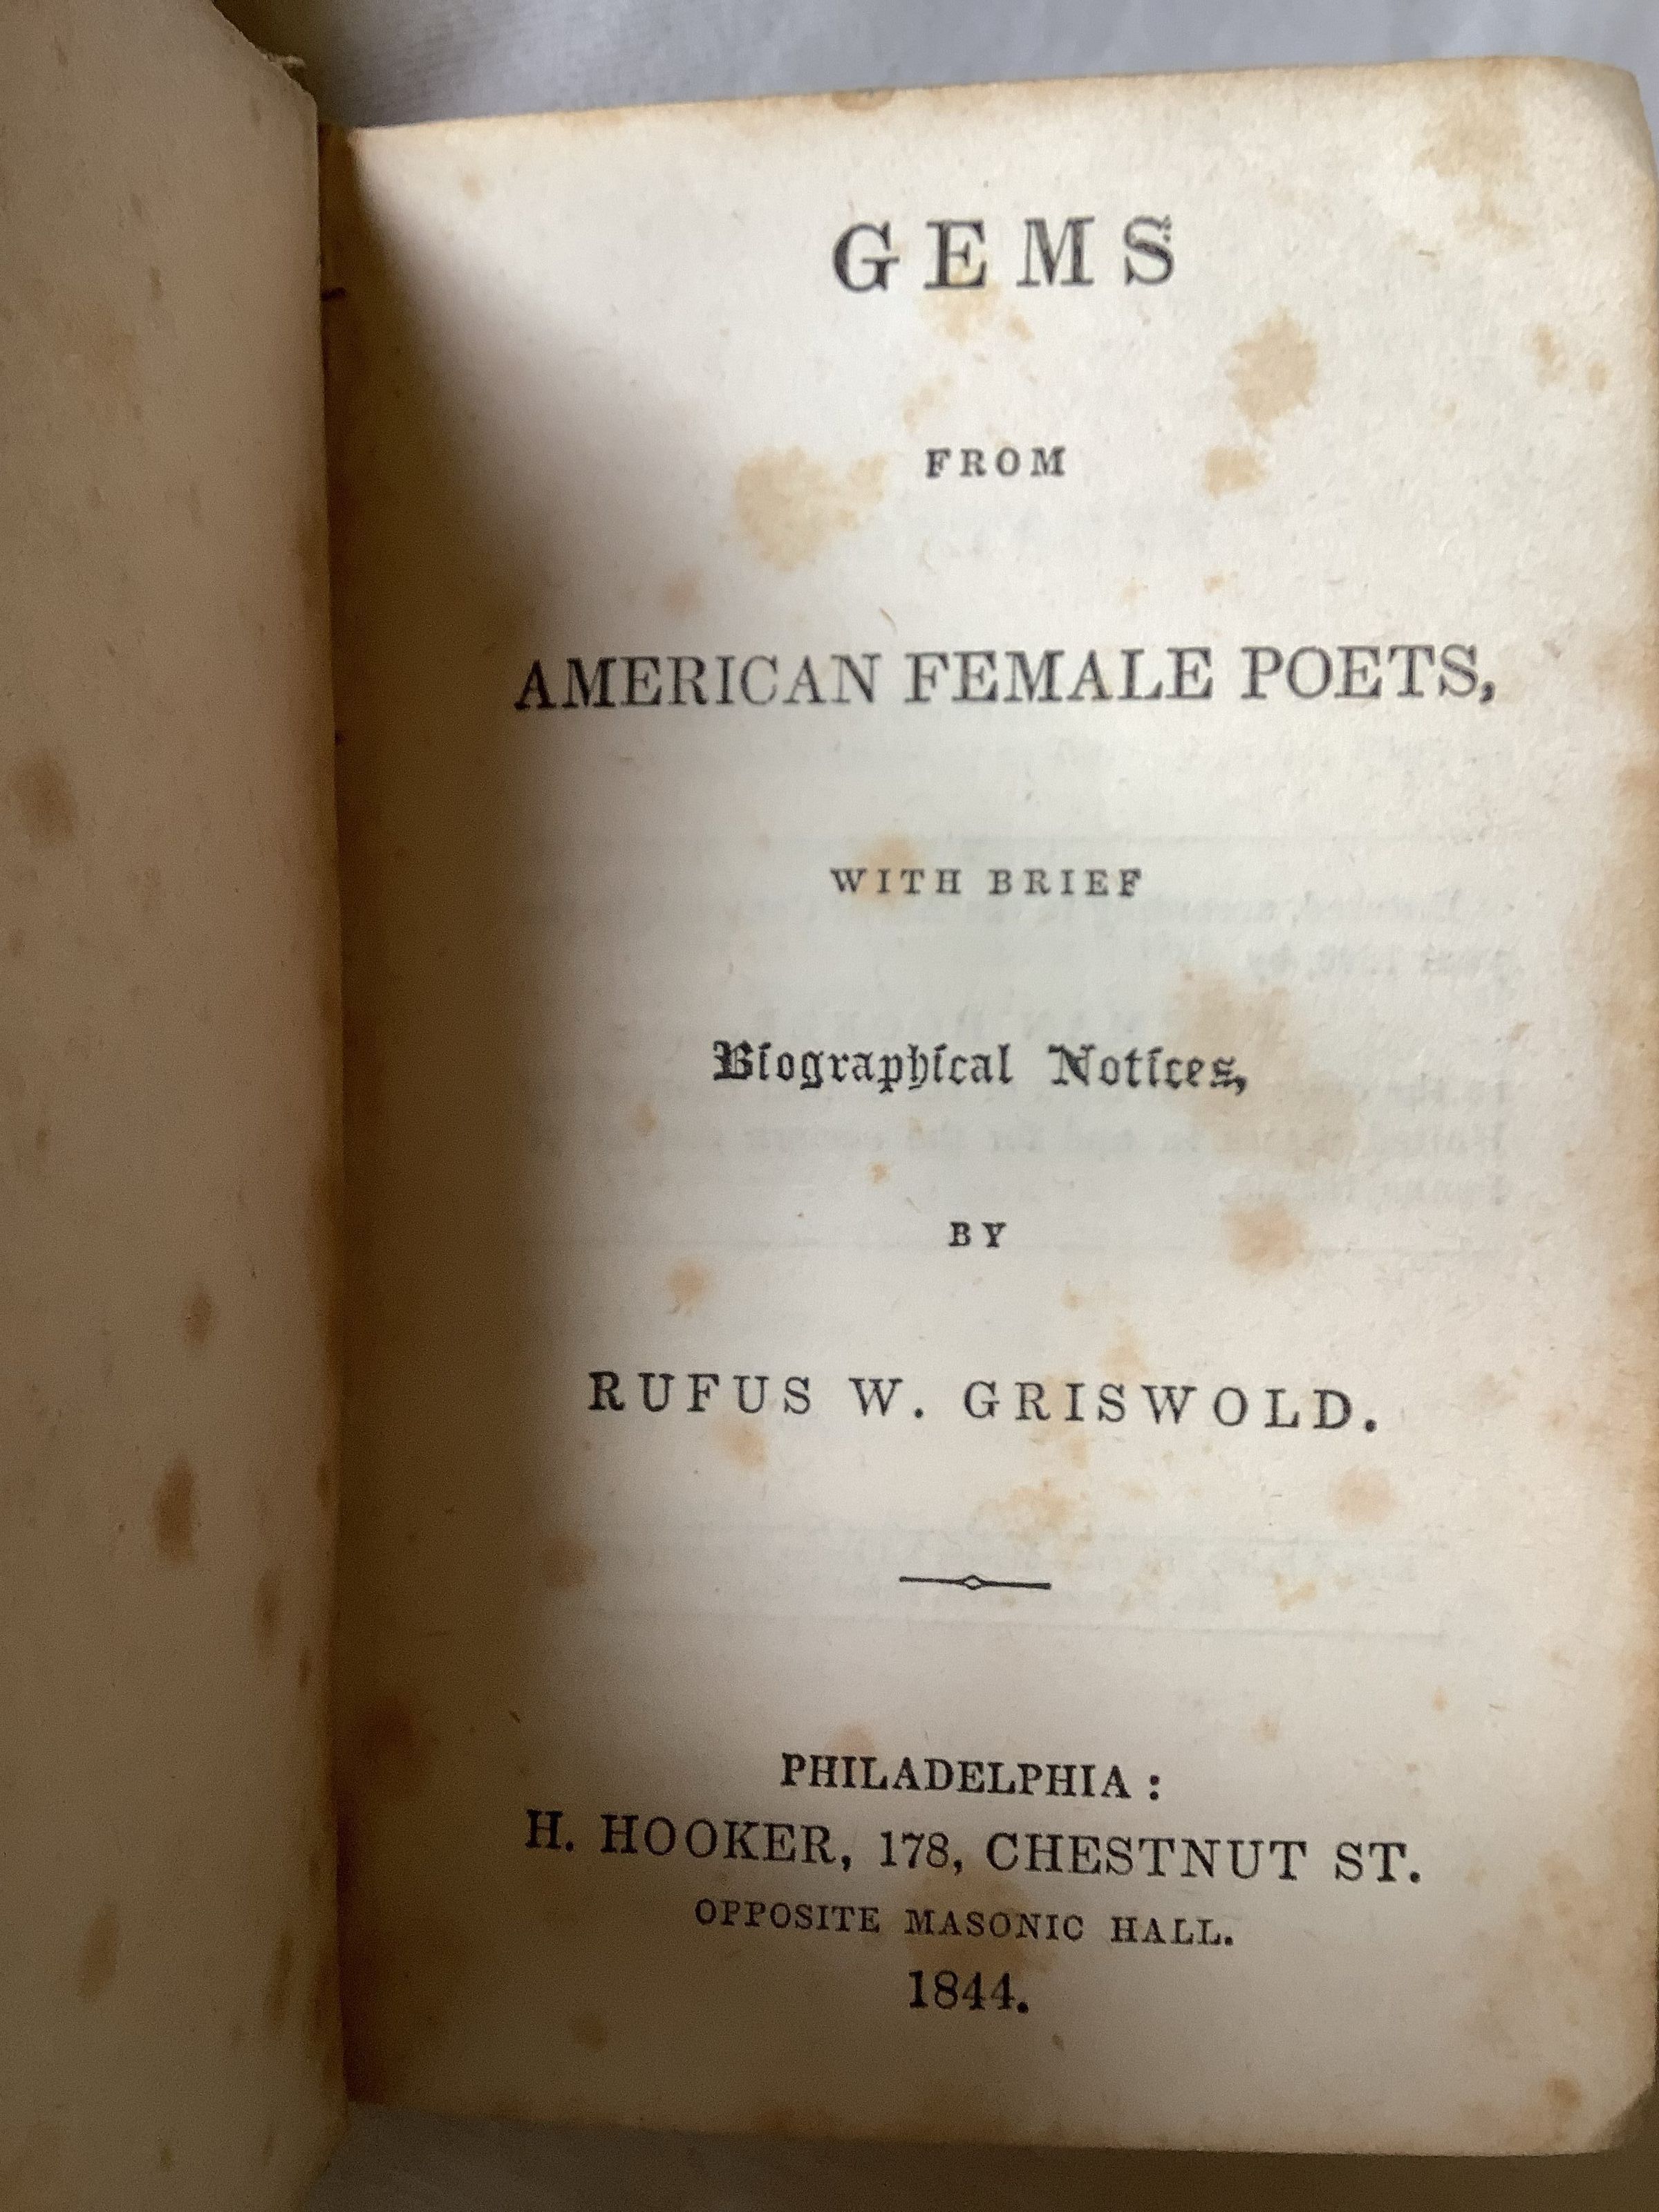 GEMS
FROM
AMERICAN FEMALE POETS,
WITH BRIEF
Biographical Notices,
BY
RUFUS W. GRISWOLD.
PHILADELPHIA :
H. HOOKER, 178, CHESTNUT ST.
OPPOSITE MASONIC HALL.
1844.